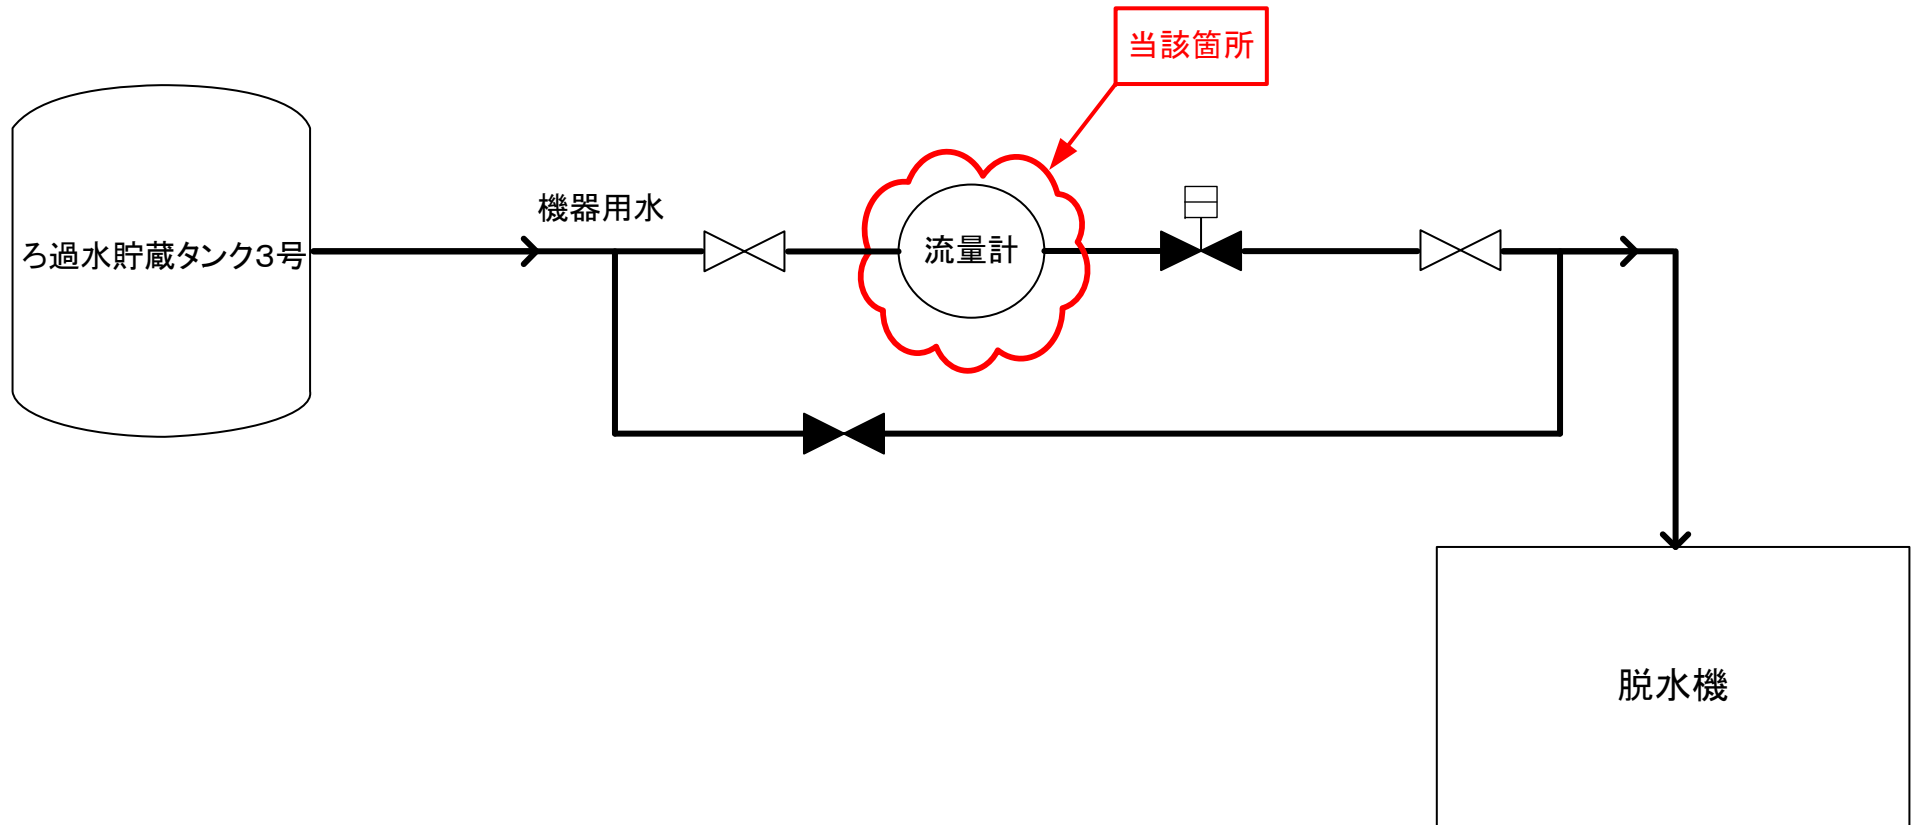 当該箇所
機器用水
ろ過水貯蔵タンク3号
流量計
脱水機